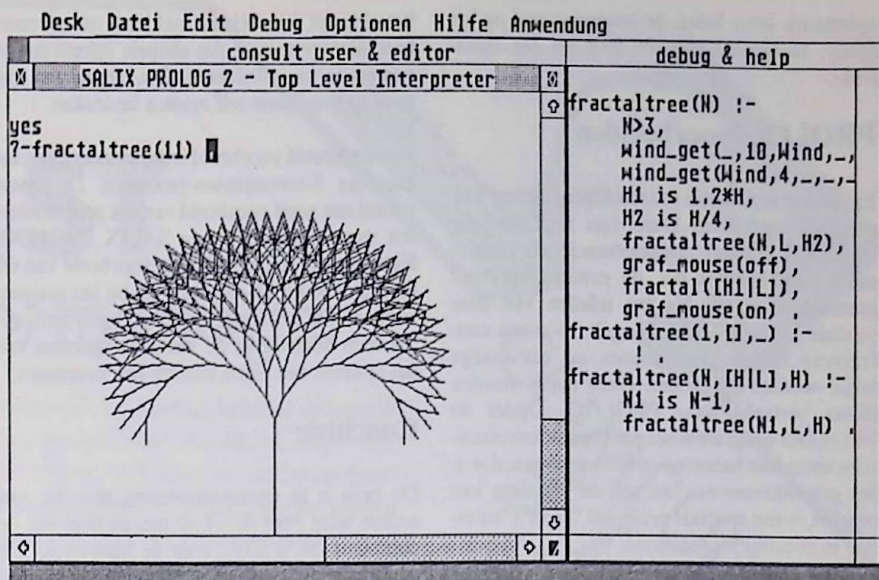 Desk Datei Edit Debug Optionen Hilfe Anwendung
consult user & editor
SALIX PROLOG 2 - Top Level Interpreter
yes
?-fractaltree(11)
debug & help
fractaltree(N) :-
N>3,
wind_get(_,10,Wind,_,
wind_get(Wind,4,_,_,_
H1 is 1.2*H,
H2 is H/4,
fractaltree(N,L,H2),
graf_mouse(off),
fractal([H1|L]),
graf_mouse(on) .
fractaltree(1,[],_) :-
! .
fractaltree(N,[H|L],H) :-
N1 is N-1,
fractaltree(N1,L,H) .